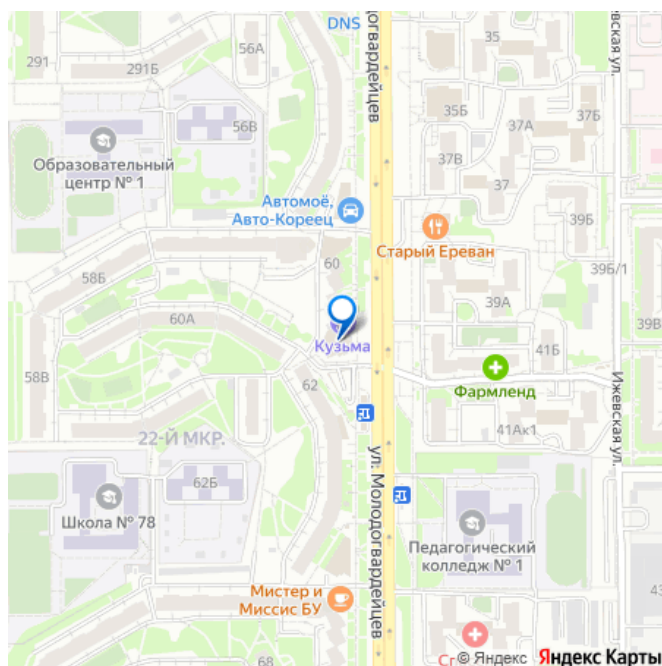 DNS
догвардейцев
евская ул.
291
291Б
56А
35
56В
35Б
37А
37Б
37В
37
Образовательный
центр № 1
Автомоё,
Авто-Кореец
Старый Ереван
39Б
60
39Б/1
58Б
39А
60А
39В
Кузьма
41Б
58В
62
Фармленд
Ижевская ул.
22-Й МКР.
41Ак1
62Б
ул. Молодогвардейцев
Школа № 78
Педагогический
колледж № 1
43
Мистер и
Миссис БУ
68
© Яндекс
Яндекс Карты